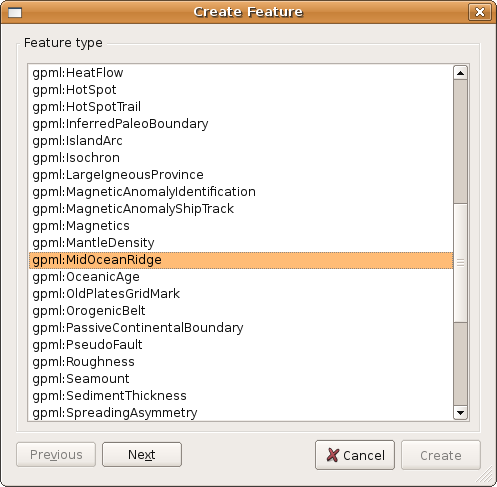 Create Feature
Feature type
gpml:HeatFlow
gpml:HotSpot
gpml:HotSpotTrail
gpml:InferredPaleoBoundary
gpml:IslandArc
gpml:Isochron
gpml:LargeIgneousProvince
gpml:MagneticAnomalyIdentification
gpml:MagneticAnomalyShipTrack
gpml:Magnetics
gpml:MantleDensity
gpml:MidOceanRidge
gpml:OceanicAge
gpml:OldPlatesGridMark
gpml:OrogenicBelt
gpml:PassiveContinentalBoundary
gpml:PseudoFault
gpml:Roughness
gpml:Seamount
gpml:SedimentThickness
gpml:SpreadingAsymmetry
Previous Next Cancel Create